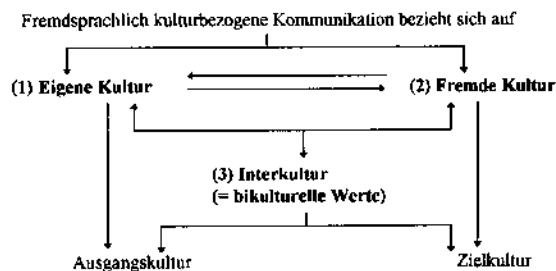 Fremdsprachlich kulturbezogene Kommunikation bezieht sich auf
(1) Eigene Kultur (2) Fremde Kultur
(3) Interkultur
(= bikulturelle Werte)
Ausgangskultur Zielkultur